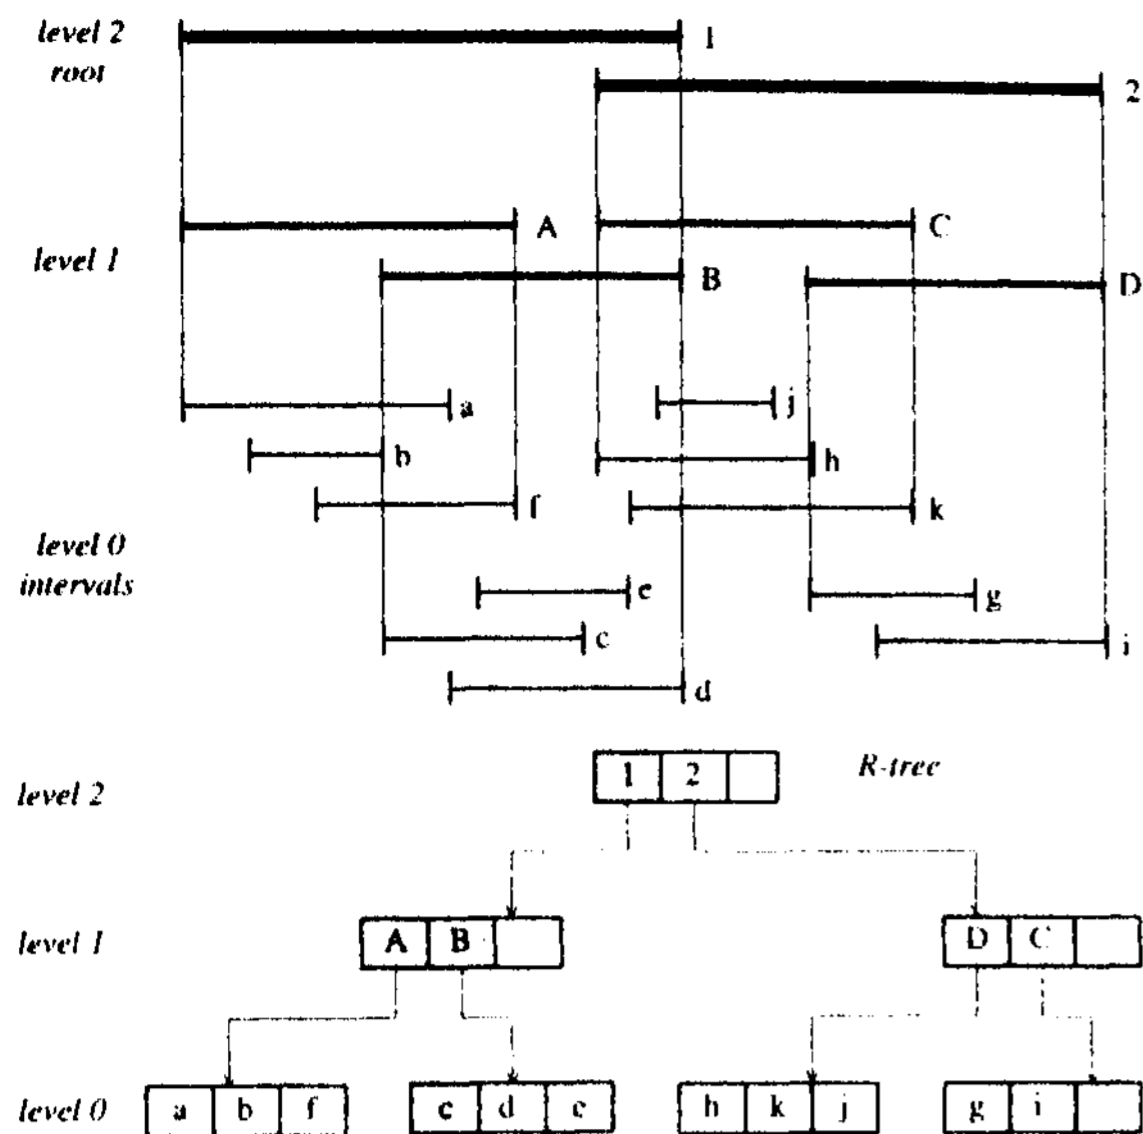 level 2 1
root 2
A C
level 1 B D
a j
b h
f k
level 0
intervals e g
c i
d
1 2 R-tree
level 2
level 1 A B D C
level 0 a b f c d e h k j g i